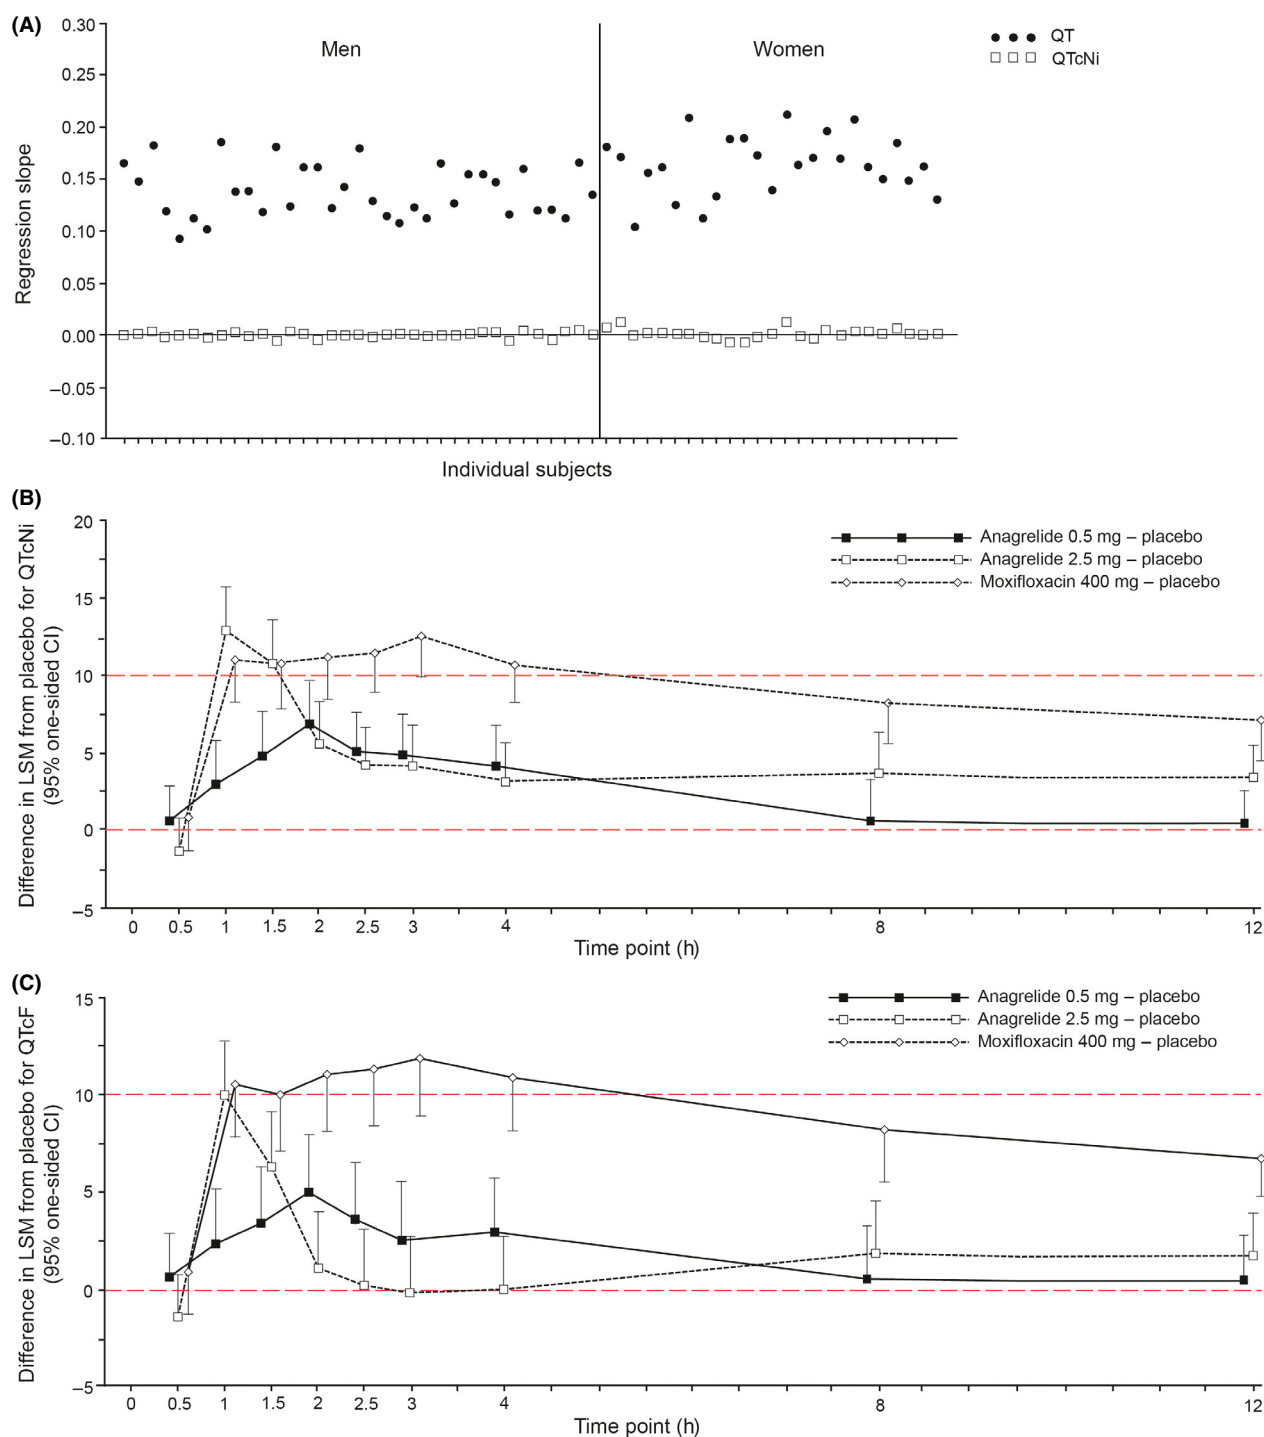 (A)
0.30
0.25
0.20
0.15
0.10
0.05
0.00
–0.05
–0.10
Regression slope
Men
Women
QT
QTcNi
Individual subjects
(B)
20
15
10
5
0
–5
Difference in LSM from placebo for QTcNi
(95% one-sided CI)
Anagrelide 0.5 mg – placebo
Anagrelide 2.5 mg – placebo
Moxifloxacin 400 mg – placebo
0 0.5 1 1.5 2 2.5 3 4 8 12
Time point (h)
(C)
15
10
5
0
–5
Difference in LSM from placebo for QTcF
(95% one-sided CI)
Anagrelide 0.5 mg – placebo
Anagrelide 2.5 mg – placebo
Moxifloxacin 400 mg – placebo
0 0.5 1 1.5 2 2.5 3 4 8 12
Time point (h)